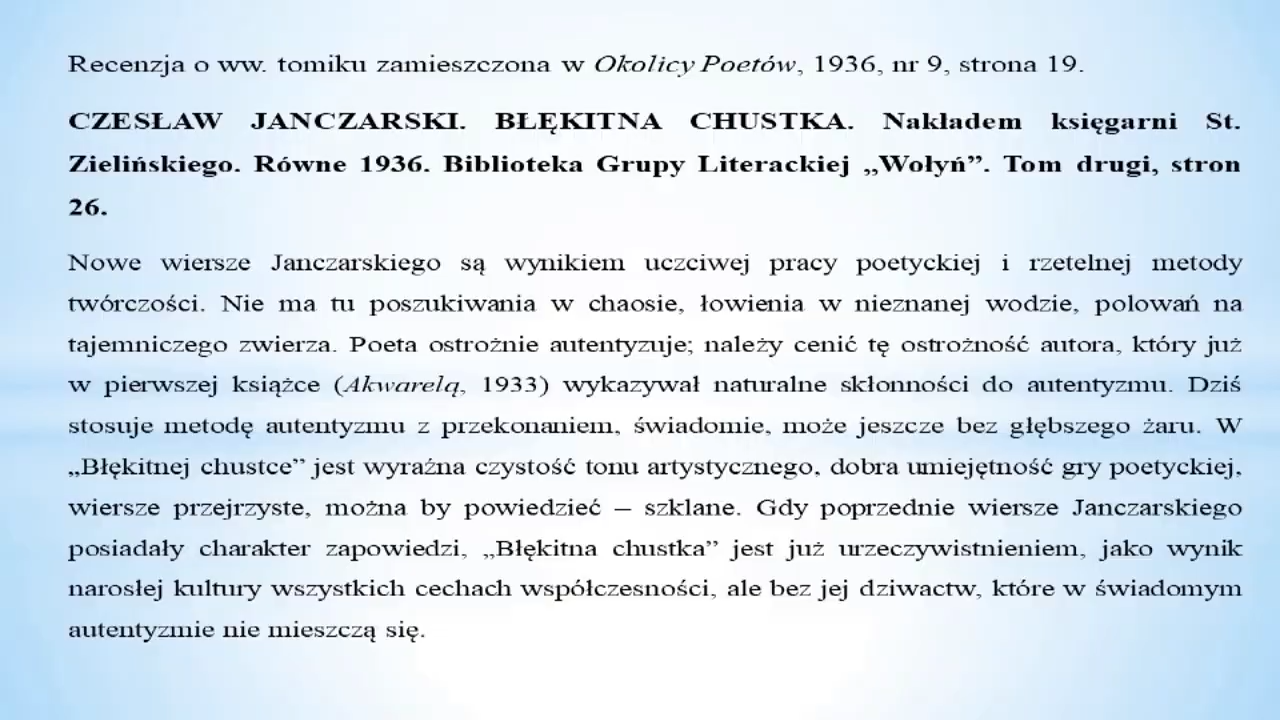 Recenzja o ww. tomiku zamieszczona w Okolicy Poetów, 1936, nr 9, strona 19.
CZESŁAW JANCZARSKI. BŁĘKITNA CHUSTKA. Nakładem księgarni St.
Zielińskiego. Równe 1936. Biblioteka Grupy Literackiej „Wołyń”. Tom drugi, stron
26.
Nowe wiersze Janczarskiego są wynikiem uczciwej pracy poetyckiej i rzetelnej metody
twórczości. Nie ma tu poszukiwania w chaosie, łowienia w nieznanej wodzie, polowań na
tajemniczego zwierza. Poeta ostrożnie autentyzuje; należy cenić tę ostrożność autora, który już
w pierwszej książce (Akwarelą, 1933) wykazywał naturalne skłonności do autentyzmu. Dziś
stosuje metodę autentyzmu z przekonaniem, świadomie, może jeszcze bez głębszego żaru. W
„Błękitnej chustce” jest wyraźna czystość tonu artystycznego, dobra umiejętność gry poetyckiej,
wiersze przejrzyste, można by powiedzieć – szklane. Gdy poprzednie wiersze Janczarskiego
posiadały charakter zapowiedzi, „Błękitna chustka” jest już urzeczywistnieniem, jako wynik
narosłej kultury wszystkich cechach współczesności, ale bez jej dziwactw, które w świadomym
autentyzmie nie mieszczą się.